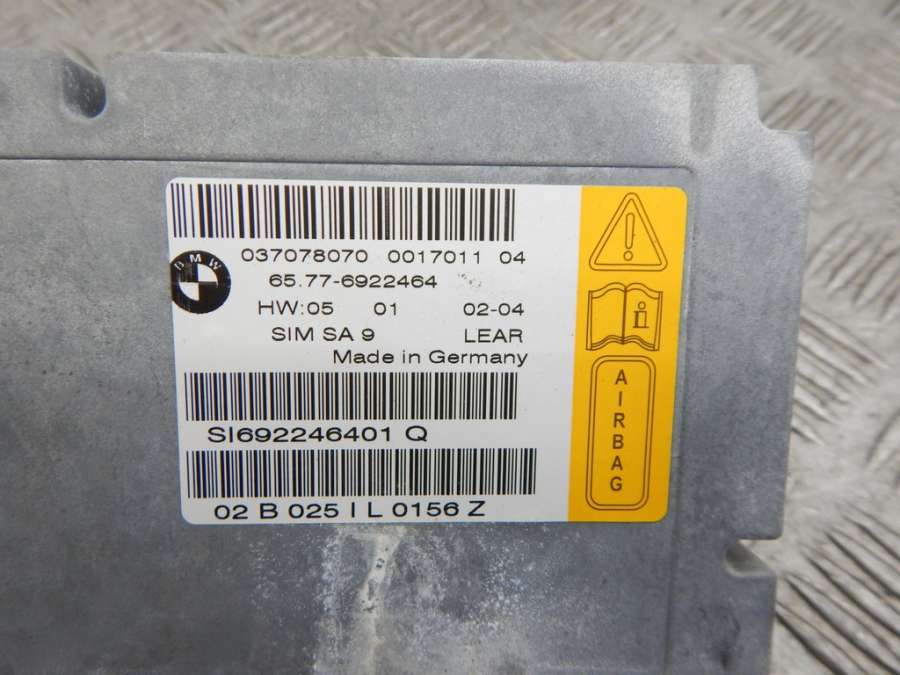 037078070 0017011 04
BMW
65.77-6922464
HW:05 01 02-04
SIM SA 9 LEAR
Made in Germany
SI692246401 Q
02 B 025 I L 0156 Z
i
AIRBAG